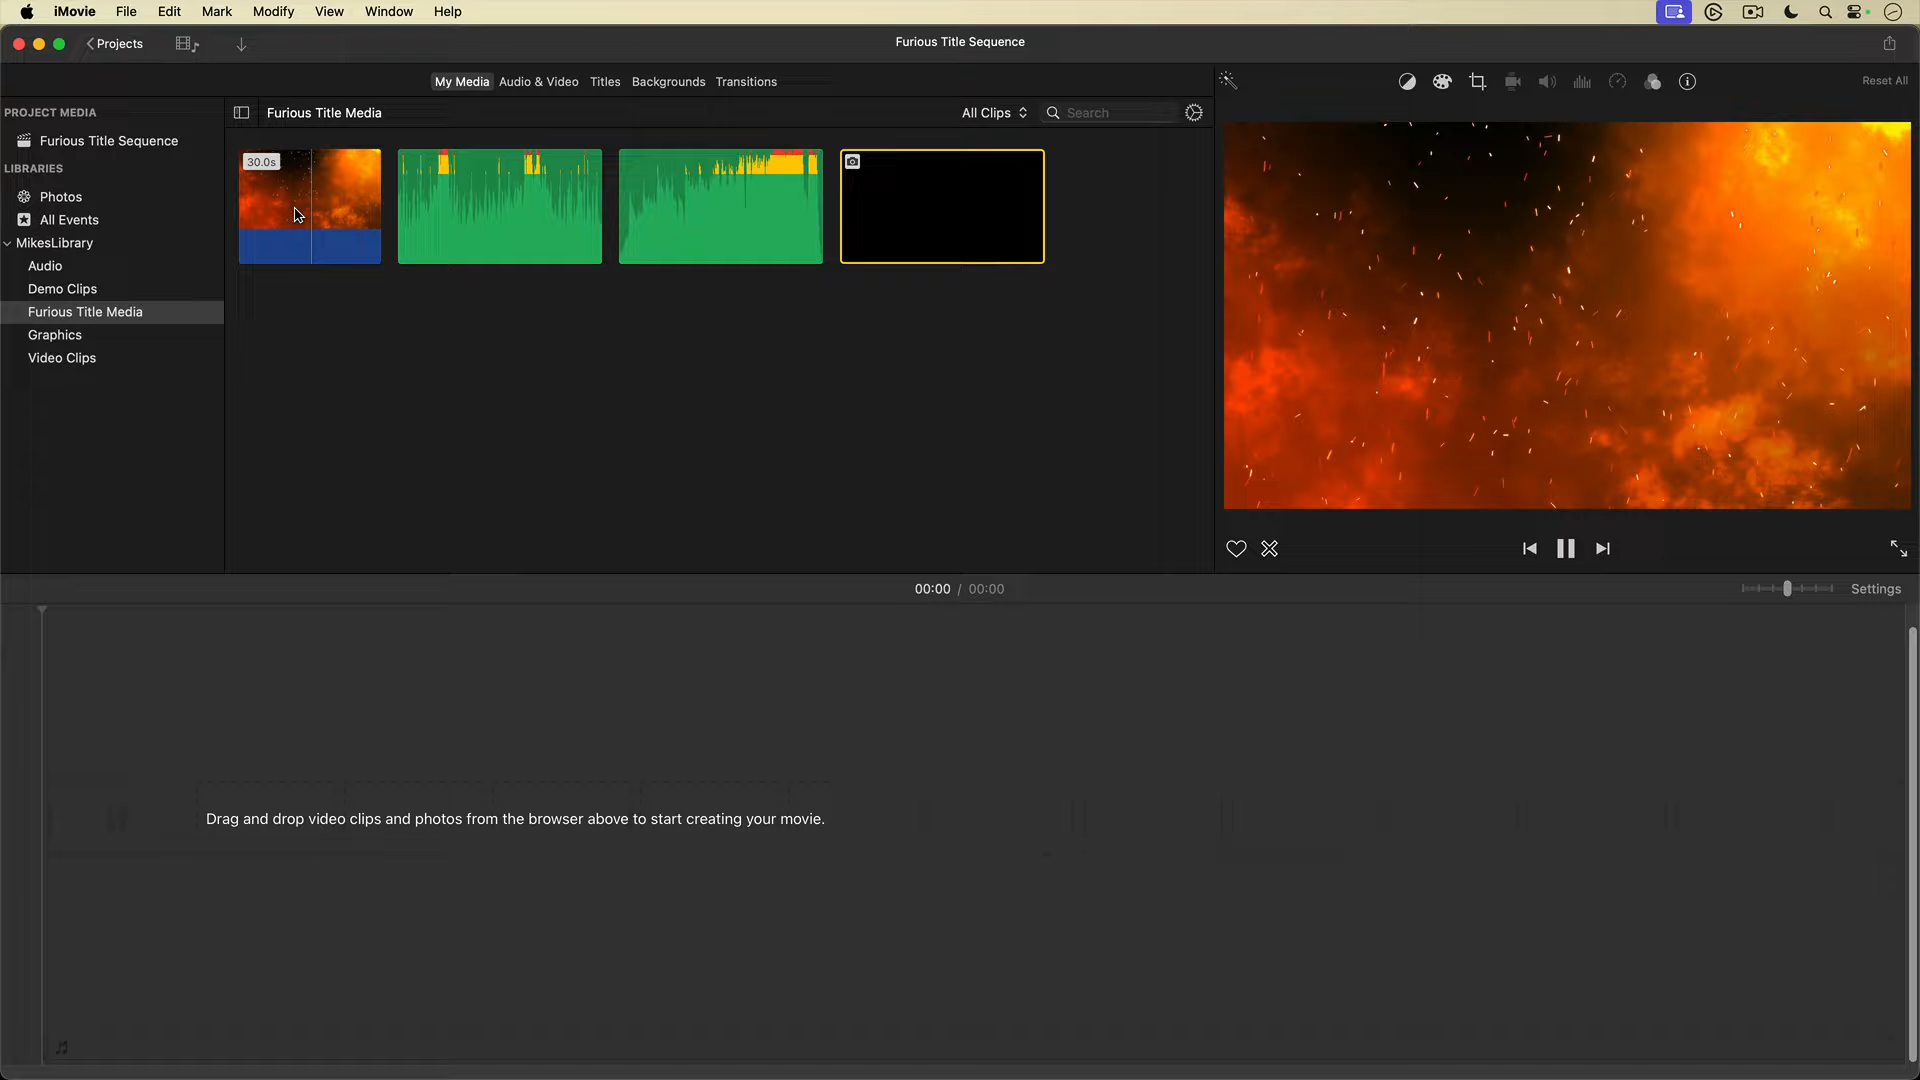 iMovie File Edit Mark Modify View Window Help
Projects
Furious Title Sequence
My Media Audio & Video Titles Backgrounds Transitions
Reset All
PROJECT MEDIA
Furious Title Sequence
LIBRARIES
Photos
All Events
MikesLibrary
Audio
Demo Clips
Furious Title Media
Graphics
Video Clips
Furious Title Media
All Clips
Search
30.0s
00:00 / 00:00
Settings
Drag and drop video clips and photos from the browser above to start creating your movie.